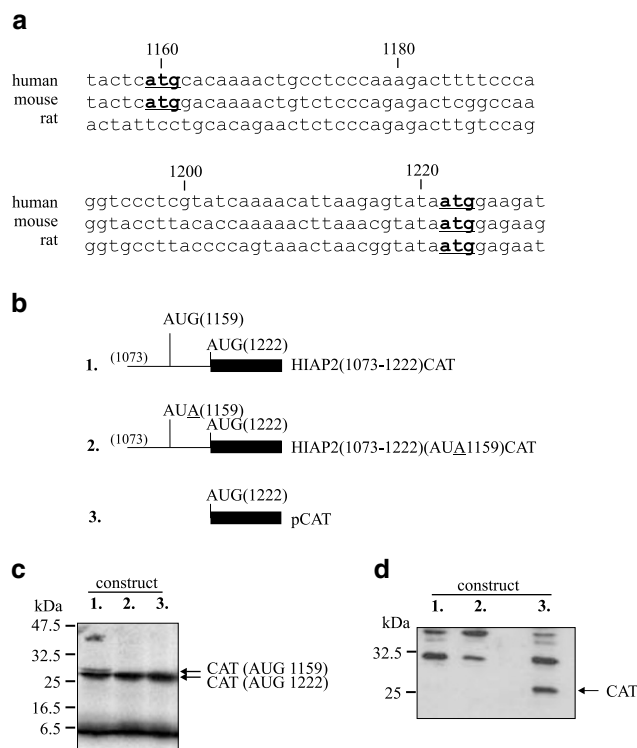 a
1160 1180
human tactcatgcacaaaactgcctcccaaagacttttccca
mouse tactcatggacaaaactgtctcccagagactcggccaa
rat actattcctgcacagaactctcccagagacttgtccag
1200 1220
human ggtccctcgtatcaaaacattaagagtataatggaagat
mouse ggtaccttacaccaaaaacttaaacgtataatggagaag
rat ggtgccttaccccagtaaactaacggtataatggagaat
b
AUG(1159)
AUG(1222)
1. (1073) HIAP2(1073-1222)CAT
AUA(1159)
AUG(1222)
2. (1073) HIAP2(1073-1222)(AUA1159)CAT
AUG(1222)
3. pCAT
c
construct
kDa 1. 2. 3.
47.5
32.5
CAT (AUG 1159)
25 CAT (AUG 1222)
16.5
6.5
d
construct
kDa 1. 2. 3.
32.5
25 CAT